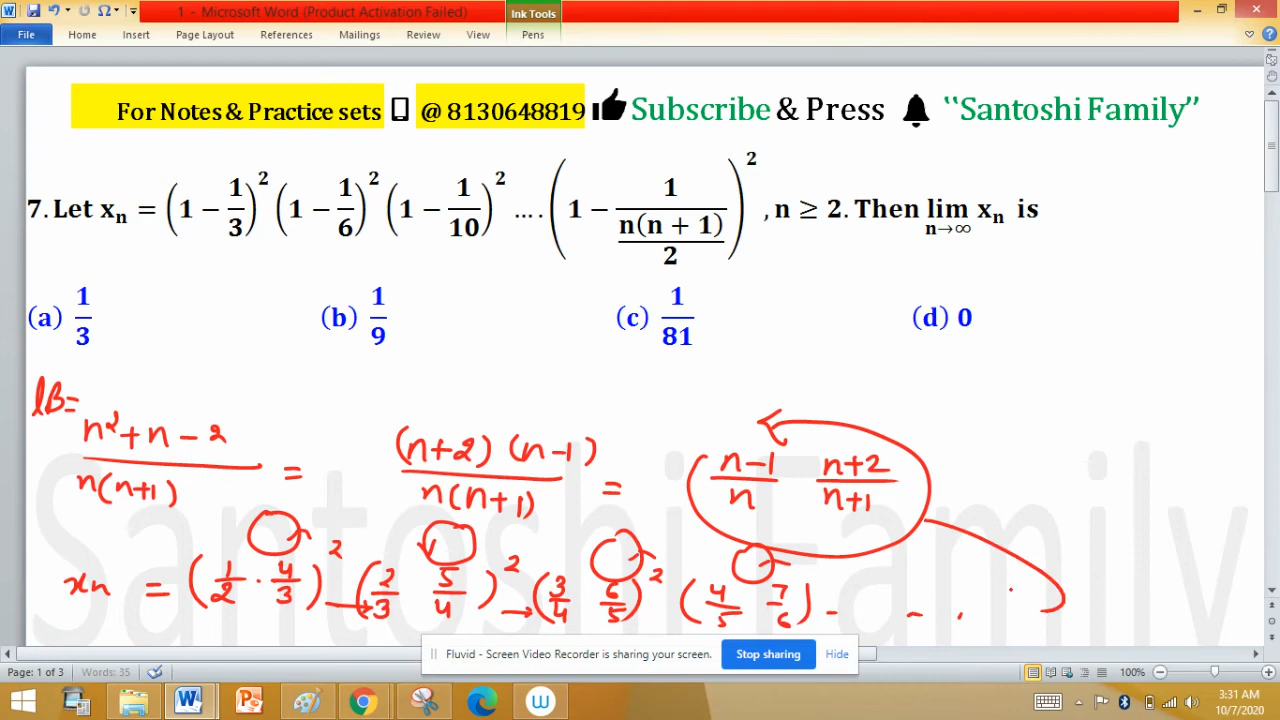 1 - Microsoft Word (Product Activation Failed)
Ink Tools
File Home Insert Page Layout References Mailings Review View Pens
For Notes & Practice sets @ 8130648819 Subscribe & Press "Santoshi Family"
7. Let xₙ = (1 − 1/3)² (1 − 1/6)² (1 − 1/10)² .... (1 − 1/(n(n + 1)/2))², n ≥ 2. Then lim n→∞ xₙ is
(a) 1/3 (b) 1/9 (c) 1/81 (d) 0
(n² + n − 2)/(n(n+1)) = ((n+2)(n−1))/(n(n+1)) = (n−1)/n (n+2)/(n+1)
xn = (1/2 · 4/3)² (2/3 5/4)² (3/4 6/5)² (4/5 7/6) - - .
Santoshi Family
Fluvid - Screen Video Recorder is sharing your screen. Stop sharing Hide
Page: 1 of 3 Words: 35 100%
3:31 AM
10/7/2020